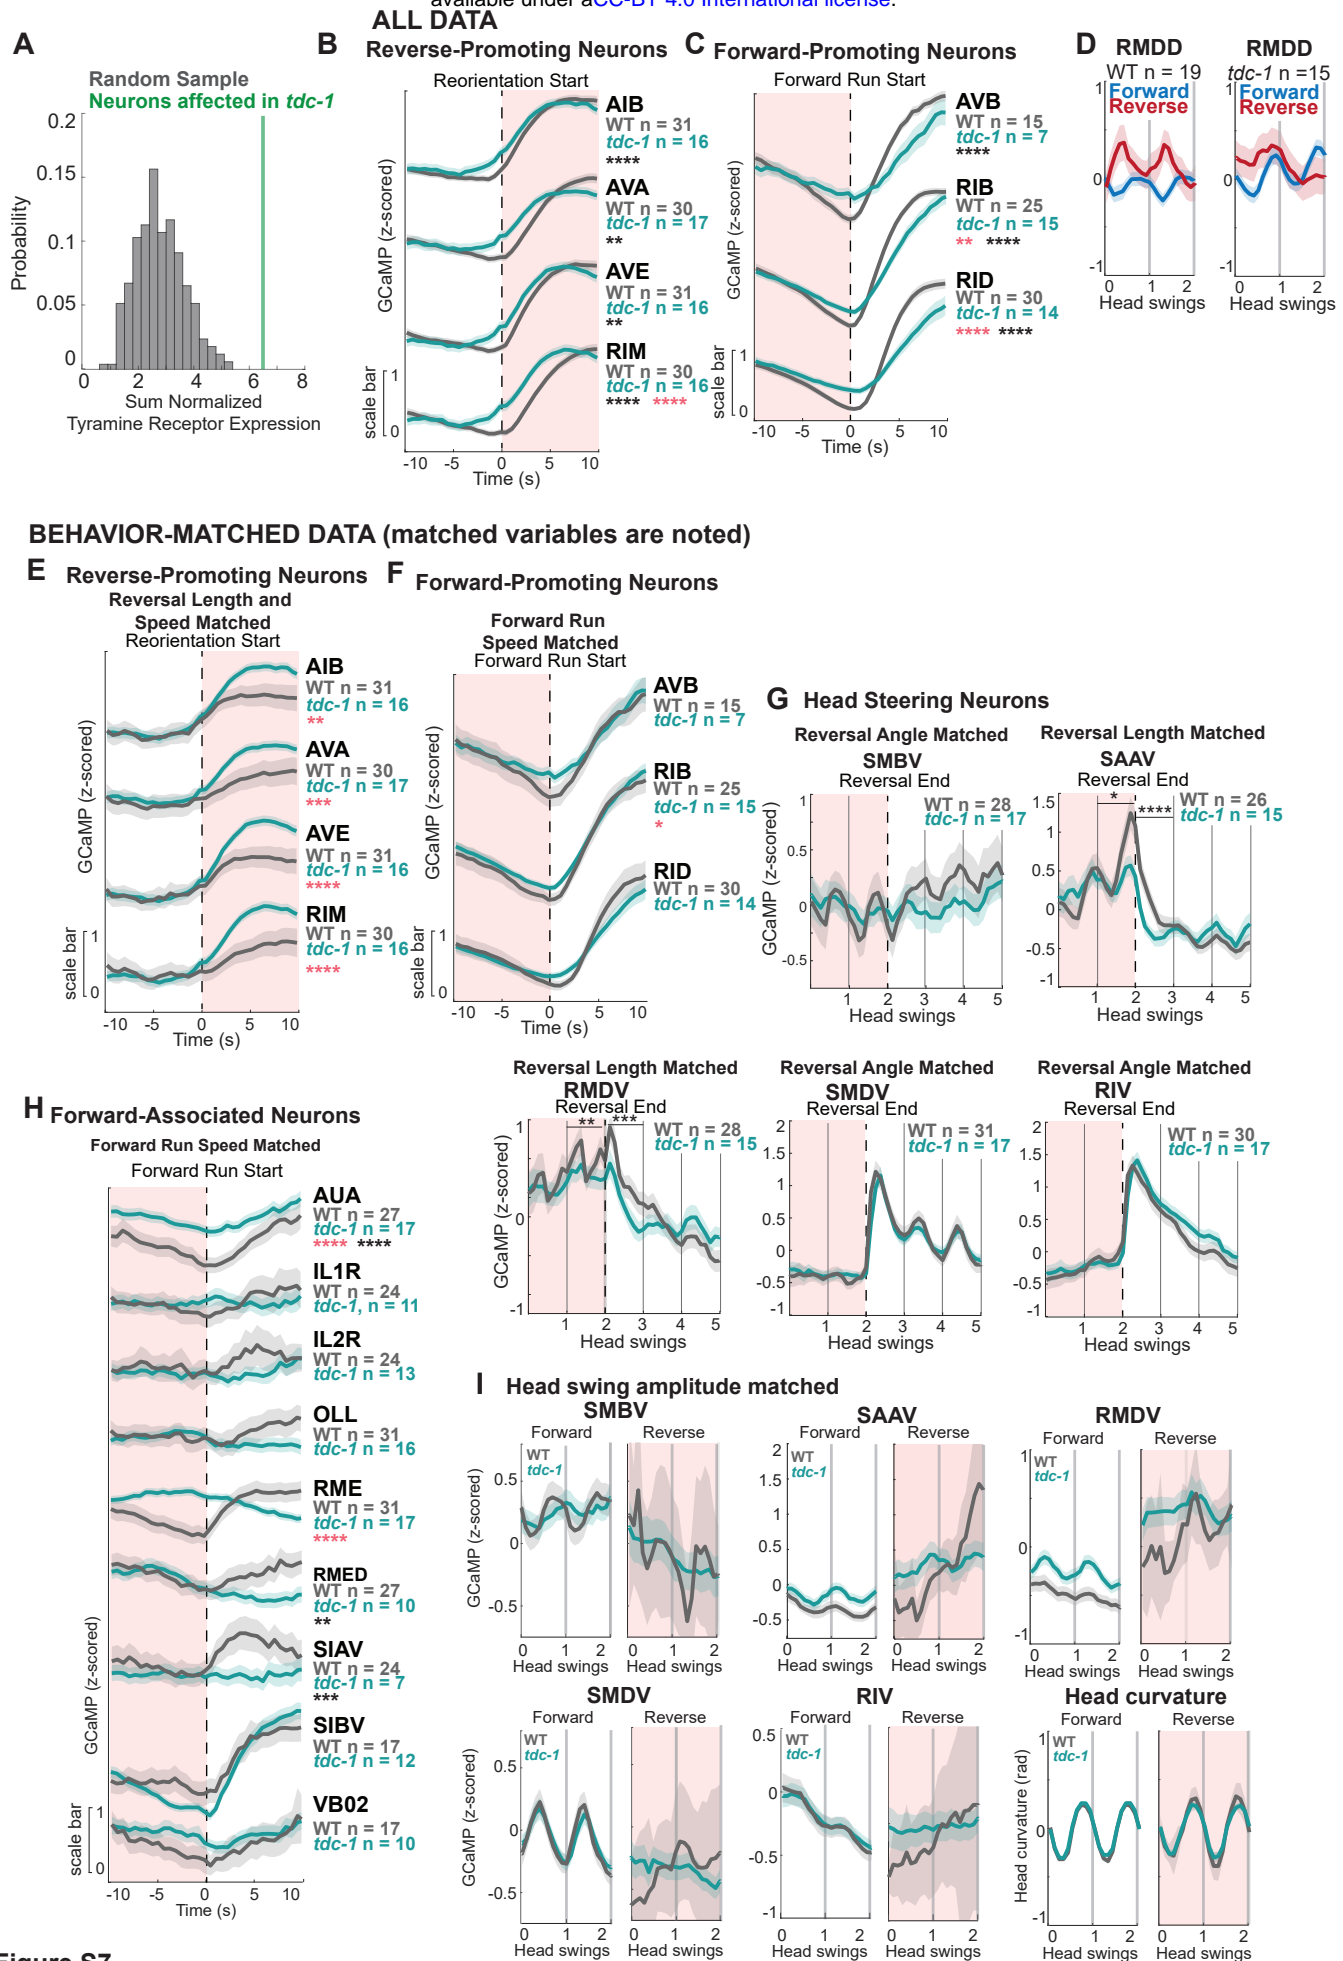 available under aCC-BY 4.0 International license.
A
Random Sample
Neurons affected in tdc-1
0.2
0.15
0.1
0.05
0
Probability
0 2 4 6 8
Sum Normalized
Tyramine Receptor Expression
ALL DATA
B Reverse-Promoting Neurons
Reorientation Start
GCaMP (z-scored)
scale bar
1
0
AIB
WT n = 31
tdc-1 n = 16
****
AVA
WT n = 30
tdc-1 n = 17
**
AVE
WT n = 31
tdc-1 n = 16
**
RIM
WT n = 30
tdc-1 n = 16
**** ****
-10 -5 0 5 10
Time (s)
C Forward-Promoting Neurons
Forward Run Start
GCaMP (z-scored)
scale bar
1
0
AVB
WT n = 15
tdc-1 n = 7
****
RIB
WT n = 25
tdc-1 n = 15
** ****
RID
WT n = 30
tdc-1 n = 14
**** ****
-10 -5 0 5 10
Time (s)
D RMDD
WT n = 19
Forward
Reverse
1
0
-1
0 1 2
Head swings
RMDD
tdc-1 n =15
Forward
Reverse
1
0
-1
0 1 2
Head swings
BEHAVIOR-MATCHED DATA (matched variables are noted)
E Reverse-Promoting Neurons
Reversal Length and
Speed Matched
Reorientation Start
GCaMP (z-scored)
scale bar
1
0
AIB
WT n = 31
tdc-1 n = 16
**
AVA
WT n = 30
tdc-1 n = 17
***
AVE
WT n = 31
tdc-1 n = 16
****
RIM
WT n = 30
tdc-1 n = 16
****
-10 -5 0 5 10
Time (s)
F Forward-Promoting Neurons
Forward Run
Speed Matched
Forward Run Start
GCaMP (z-scored)
scale bar
1
0
AVB
WT n = 15
tdc-1 n = 7
RIB
WT n = 25
tdc-1 n = 15
*
RID
WT n = 30
tdc-1 n = 14
-10 -5 0 5 10
Time (s)
G Head Steering Neurons
Reversal Angle Matched
SMBV
Reversal End
WT n = 28
tdc-1 n = 17
GCaMP (z-scored)
1
0.5
0
-0.5
1 2 3 4 5
Head swings
Reversal Length Matched
SAAV
Reversal End
* ****
WT n = 26
tdc-1 n = 15
1.5
1
0.5
0
-0.5
-1
1 2 3 4 5
Head swings
Reversal Length Matched
RMDV
Reversal End
** ***
WT n = 28
tdc-1 n = 15
GCaMP (z-scored)
1
0
-1
1 2 3 4 5
Head swings
Reversal Angle Matched
SMDV
Reversal End
WT n = 31
tdc-1 n = 17
2
1.5
1
0.5
0
-0.5
-1
1 2 3 4 5
Head swings
Reversal Angle Matched
RIV
Reversal End
WT n = 30
tdc-1 n = 17
2
1.5
1
0.5
0
-0.5
-1
1 2 3 4 5
Head swings
H Forward-Associated Neurons
Forward Run Speed Matched
Forward Run Start
GCaMP (z-scored)
scale bar
1
0
AUA
WT n = 27
tdc-1 n = 17
**** ****
IL1R
WT n = 24
tdc-1, n = 11
IL2R
WT n = 24
tdc-1 n = 13
OLL
WT n = 31
tdc-1 n = 16
RME
WT n = 31
tdc-1 n = 17
****
RMED
WT n = 27
tdc-1 n = 10
**
SIAV
WT n = 24
tdc-1 n = 7
***
SIBV
WT n = 17
tdc-1 n = 12
VB02
WT n = 17
tdc-1 n = 10
-10 -5 0 5 10
Time (s)
I Head swing amplitude matched
SMBV
Forward Reverse
WT
tdc-1
GCaMP (z-scored)
0.5
0
-0.5
0 1 2 0 1 2
Head swings Head swings
SAAV
Forward Reverse
WT
tdc-1
2
1.5
1
0.5
0
-0.5
0 1 2 0 1 2
Head swings Head swings
RMDV
Forward Reverse
WT
tdc-1
1
0
-1
0 1 2 0 1 2
Head swings Head swings
SMDV
Forward Reverse
WT
tdc-1
GCaMP (z-scored)
0.5
0
-0.5
0 1 2 0 1 2
Head swings Head swings
RIV
Forward Reverse
WT
tdc-1
0.5
0
-0.5
-1
0 1 2 0 1 2
Head swings Head swings
Head curvature
Forward Reverse
WT
tdc-1
Head curvature (rad)
1
0
-1
0 1 2 0 1 2
Head swings Head swings
Figure S7